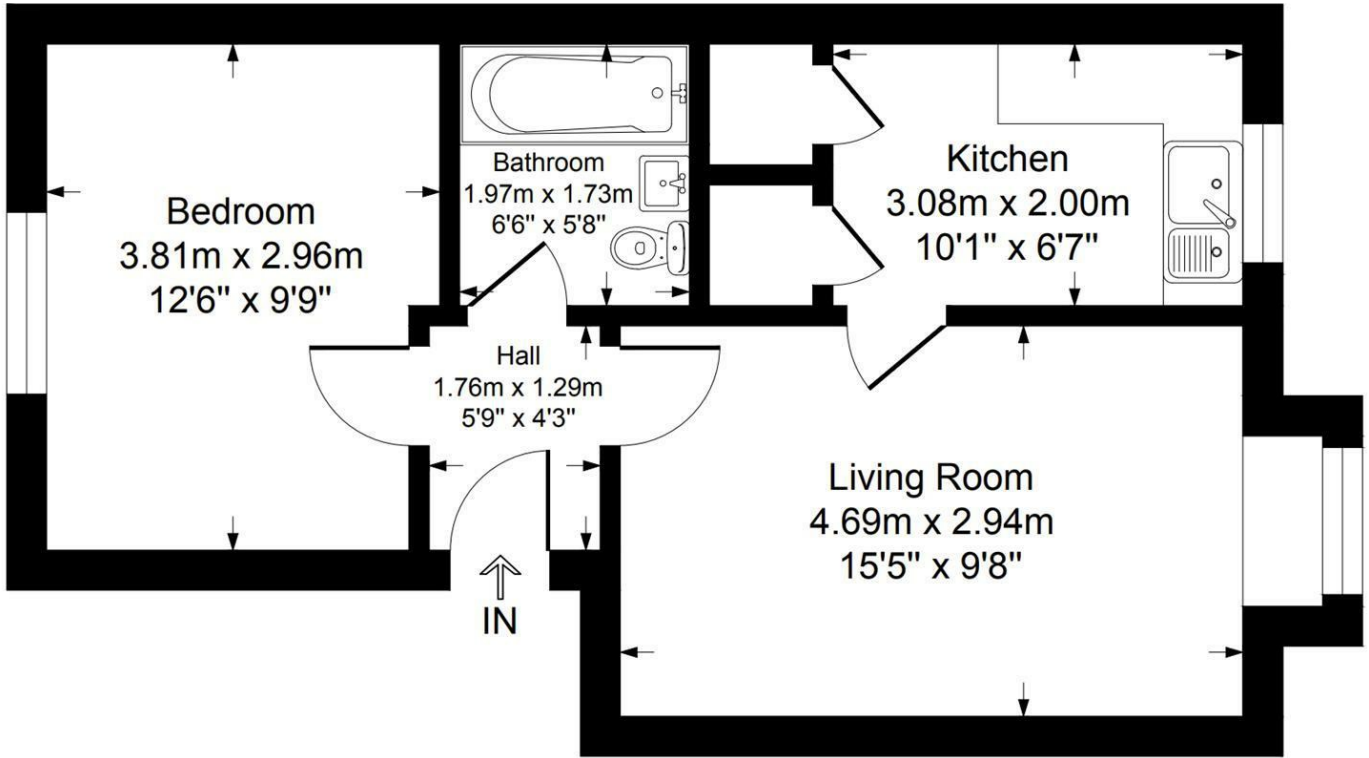 Bedroom
3.81m x 2.96m
12'6" x 9'9"
Bathroom
1.97m x 1.73m
6'6" x 5'8"
Kitchen
3.08m x 2.00m
10'1" x 6'7"
Hall
1.76m x 1.29m
5'9" x 4'3"
Living Room
4.69m x 2.94m
15'5" x 9'8"
IN